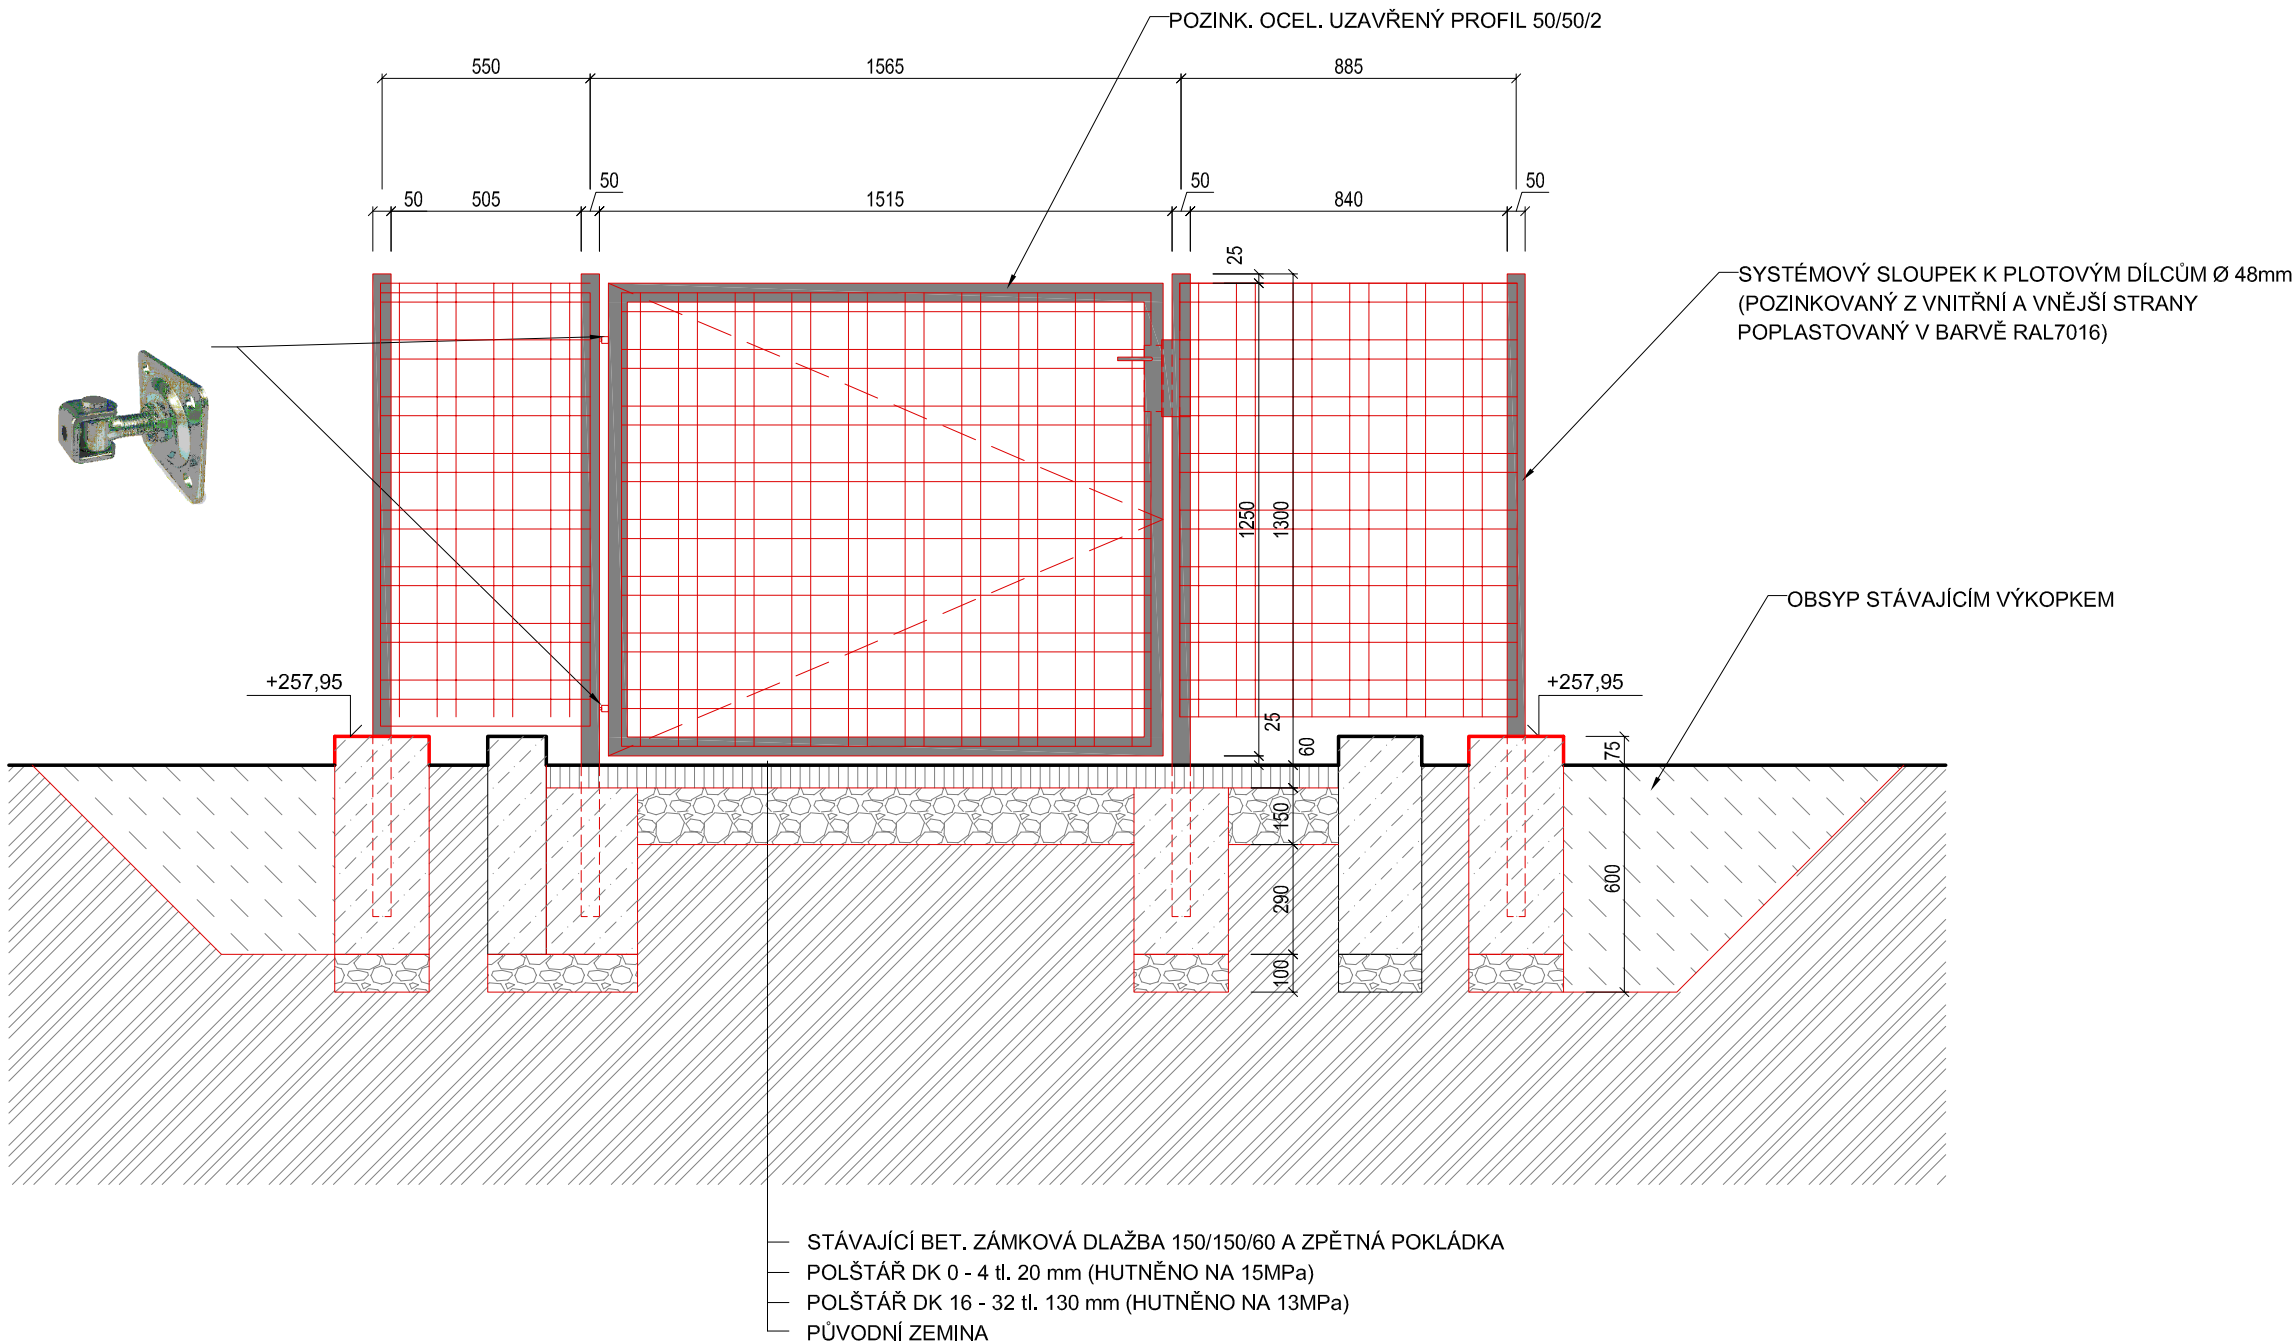 POZINK. OCEL. UZAVŘENÝ PROFIL 50/50/2
550
1565
885
50
505
50
1515
50
840
50
25
SYSTÉMOVÝ SLOUPEK K PLOTOVÝM DÍLCŮM Ø 48mm
(POZINKOVANÝ Z VNITŘNÍ A VNĚJŠÍ STRANY
POPLASTOVANÝ V BARVĚ RAL7016)
1250
1300
OBSYP STÁVAJÍCÍM VÝKOPKEM
+257,95
+257,95
25
60
75
150
600
290
100
STÁVAJÍCÍ BET. ZÁMKOVÁ DLAŽBA 150/150/60 A ZPĚTNÁ POKLÁDKA
POLŠTÁŘ DK 0 - 4 tl. 20 mm (HUTNĚNO NA 15MPa)
POLŠTÁŘ DK 16 - 32 tl. 130 mm (HUTNĚNO NA 13MPa)
PŮVODNÍ ZEMINA